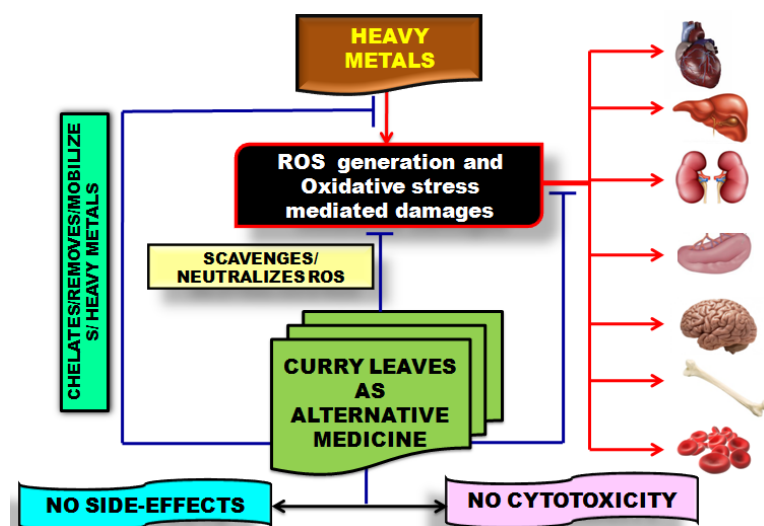 HEAVY
METALS
ROS generation and
Oxidative stress
mediated damages
CHELATES/REMOVES/MOBILIZE
S/ HEAVY METALS
SCAVENGES/
NEUTRALIZES ROS
CURRY LEAVES
AS
ALTERNATIVE
MEDICINE
NO SIDE-EFFECTS
NO CYTOTOXICITY